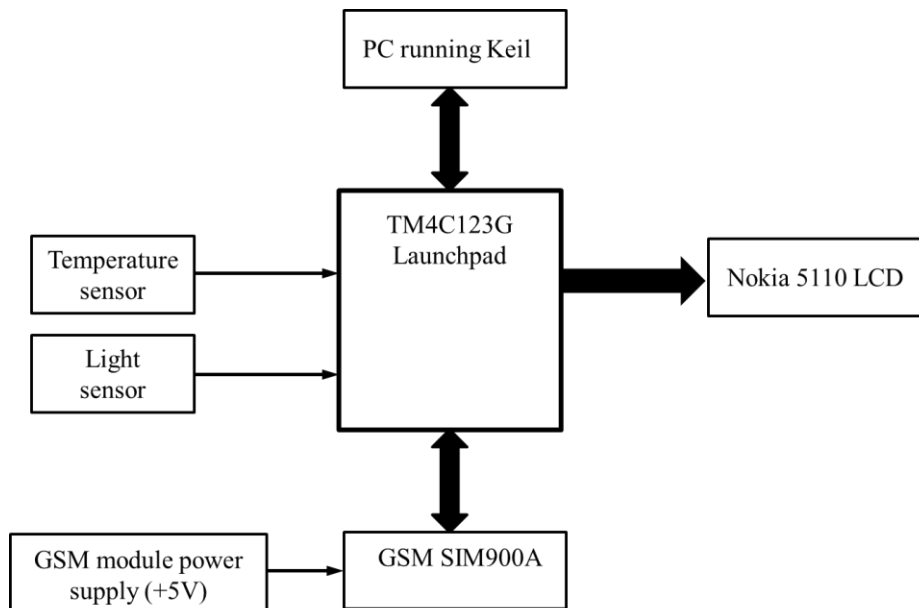 PC running Keil
TM4C123G
Launchpad
Temperature
sensor
Nokia 5110 LCD
Light
sensor
GSM module power
supply (+5V)
GSM SIM900A